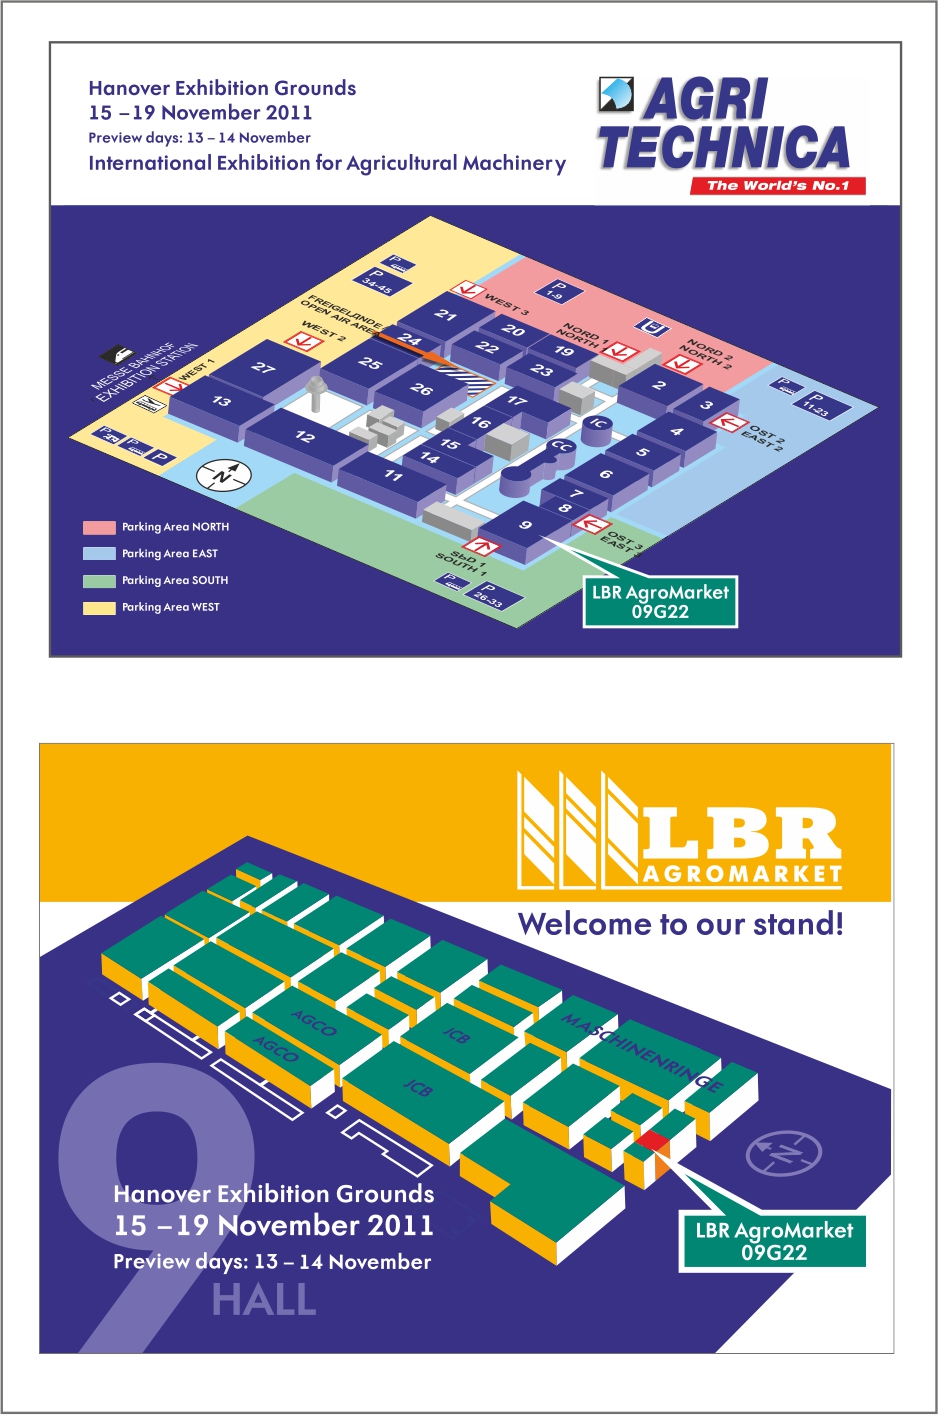 Hanover Exhibition Grounds
15 – 19 November 2011
Preview days: 13 – 14 November
International Exhibition for Agricultural Machinery
AGRI
TECHNICA
The World's No.1
P
34-45
P
1-9
WEST 3
FREIGELÄNDE
OPEN AIR AREA
WEST 2
NORD 1
NORTH 1
NORD 2
NORTH 2
MESSE BAHNHOF
EXHIBITION STATION
WEST 1
21
20
19
24
22
23
25
26
27
13
12
11
17
16
15
14
IC
CC
2
3
4
5
6
7
8
9
P
P
11-23
OST 2
EAST 2
OST 3
EAST 3
P
P
P
N
SÞD 1
SOUTH 1
P
P
26-33
Parking Area NORTH
Parking Area EAST
Parking Area SOUTH
Parking Area WEST
LBR AgroMarket
09G22
LBR
AGROMARKET
Welcome to our stand!
AGCO
AGCO
JCB
JCB
MASCHINENRINGE
N
9
HALL
Hanover Exhibition Grounds
15 – 19 November 2011
Preview days: 13 – 14 November
LBR AgroMarket
09G22